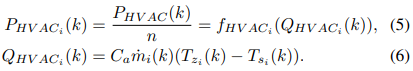 P_{HVAC_i}(k) = \frac{P_{HVAC}(k)}{n} = f_{HVAC_i}(Q_{HVAC_i}(k)), (5)
Q_{HVAC_i}(k) = C_a \dot{m}_i(k)(T_{z_i}(k) - T_{s_i}(k)). (6)